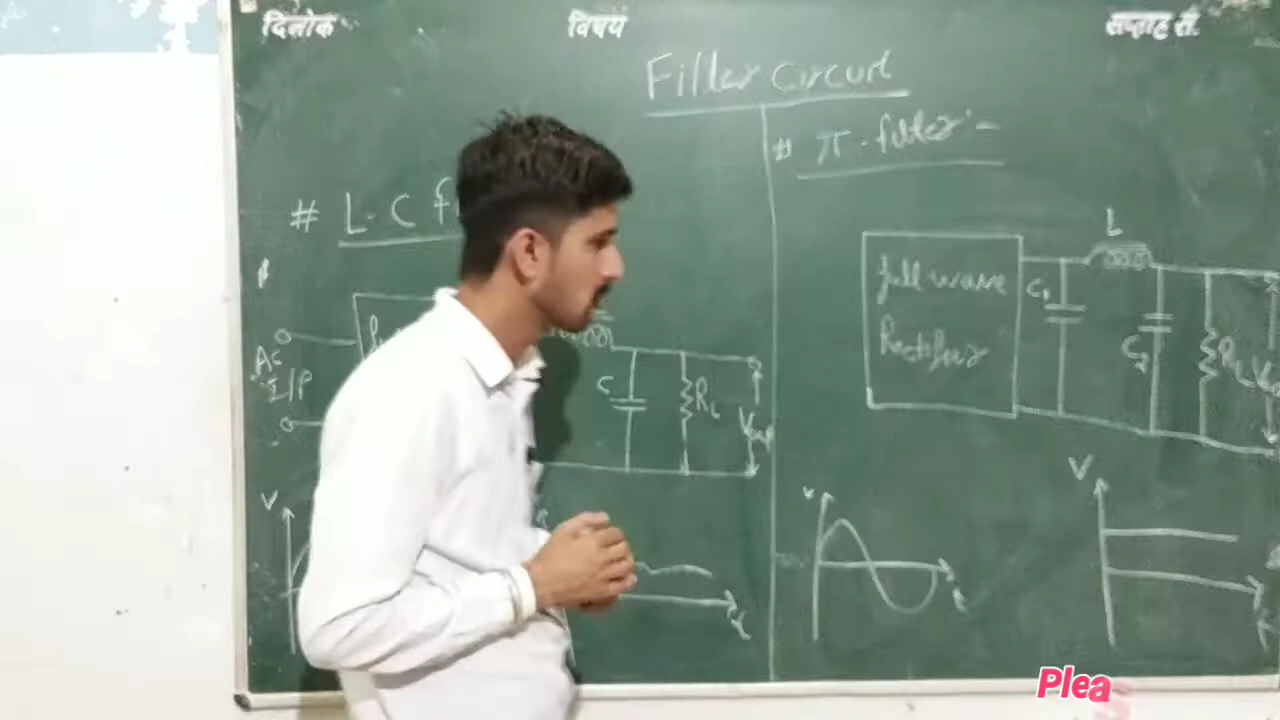 दिनांक
विषय
सप्ताह सं.
Filter circuit
# L-C
AC
I/P
C
RL
V
# π-filter -
L
full wave
Rectifier
C1
C2
RL
v
V
Plea